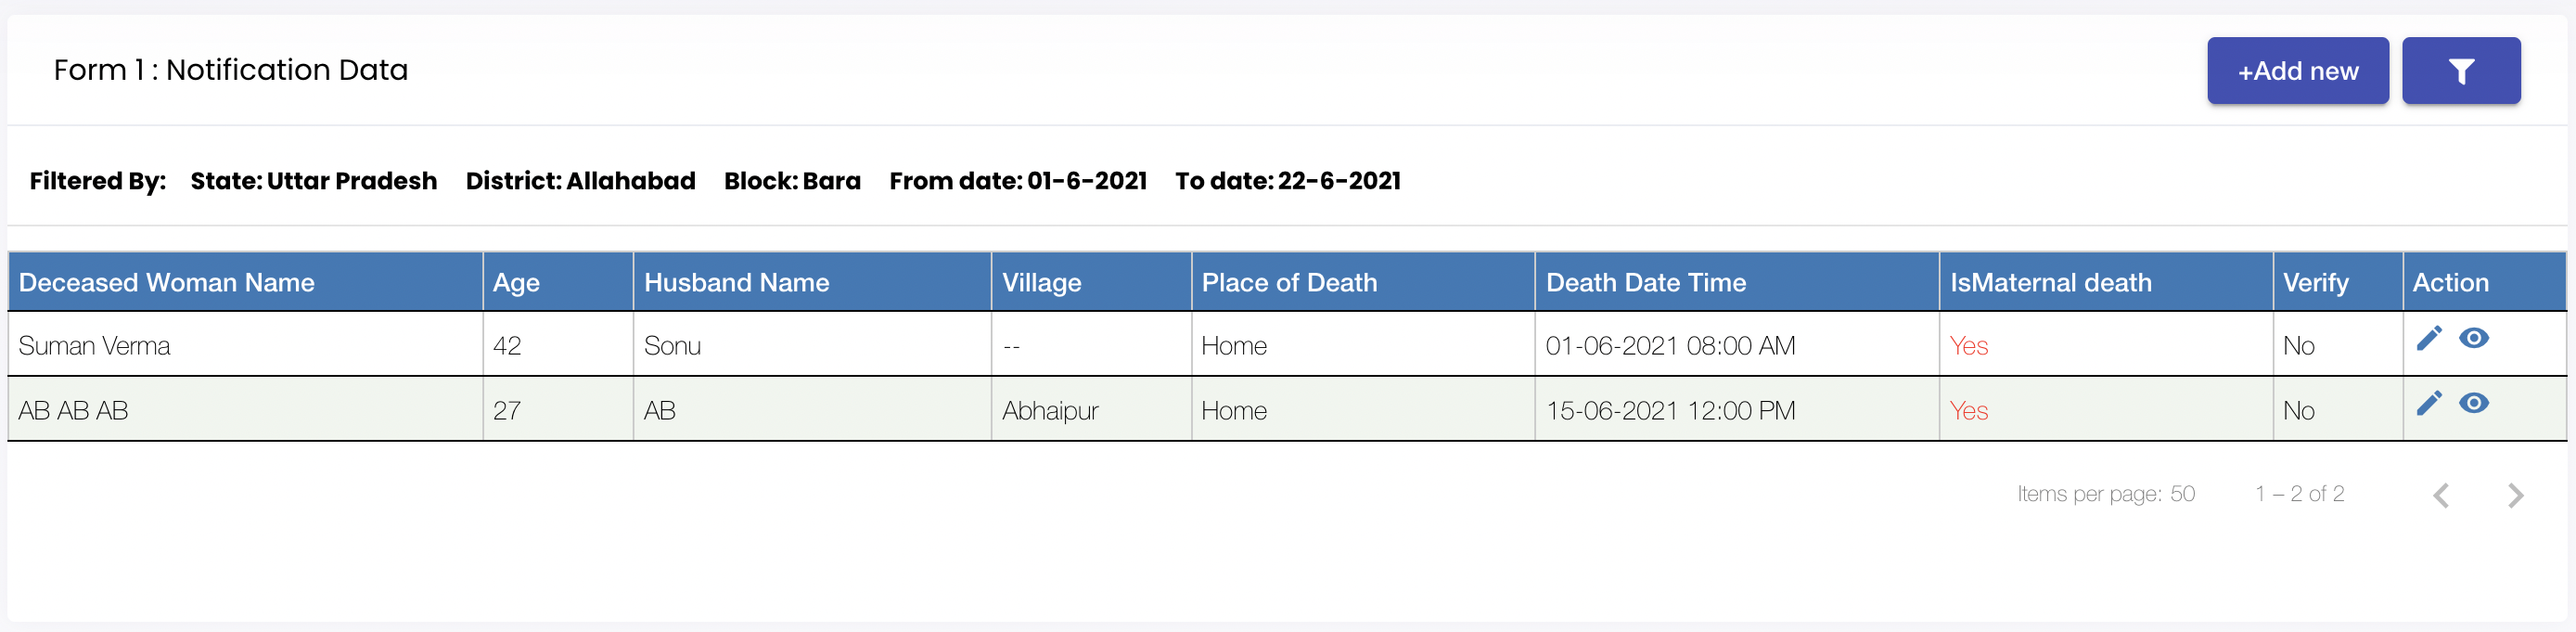 Form 1 : Notification Data +Add new
Filtered By: State: Uttar Pradesh District: Allahabad Block: Bara From date: 01-6-2021 To date: 22-6-2021
Deceased Woman Name Age Husband Name Village Place of Death Death Date Time IsMaternal death Verify Action
Suman Verma 42 Sonu -- Home 01-06-2021 08:00 AM Yes No
AB AB AB 27 AB Abhaipur Home 15-06-2021 12:00 PM Yes No
Items per page: 50 1 – 2 of 2